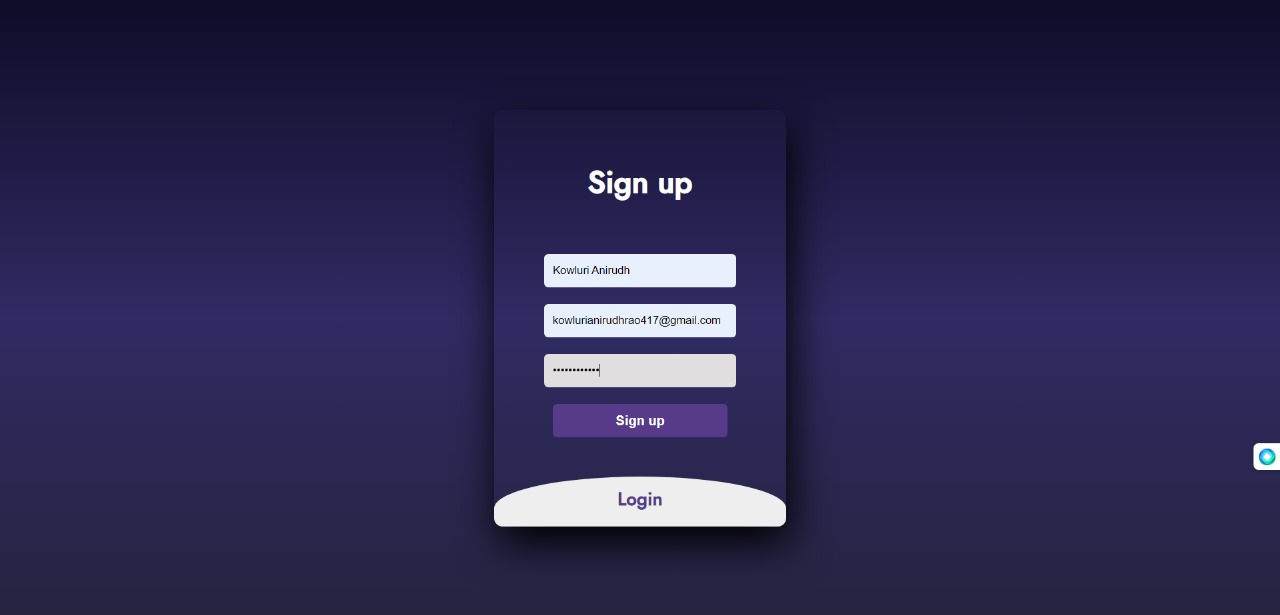 Sign up
Kowluri Anirudh
kowlurianirudhrao417@gmail.com
••••••••••••
Sign up
Login